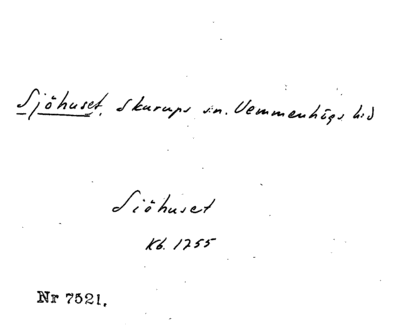 Sjöhuset, Skurups sn. Vemmenhögs hd
Siöhuset
Kb. 1755
Nr 7521.